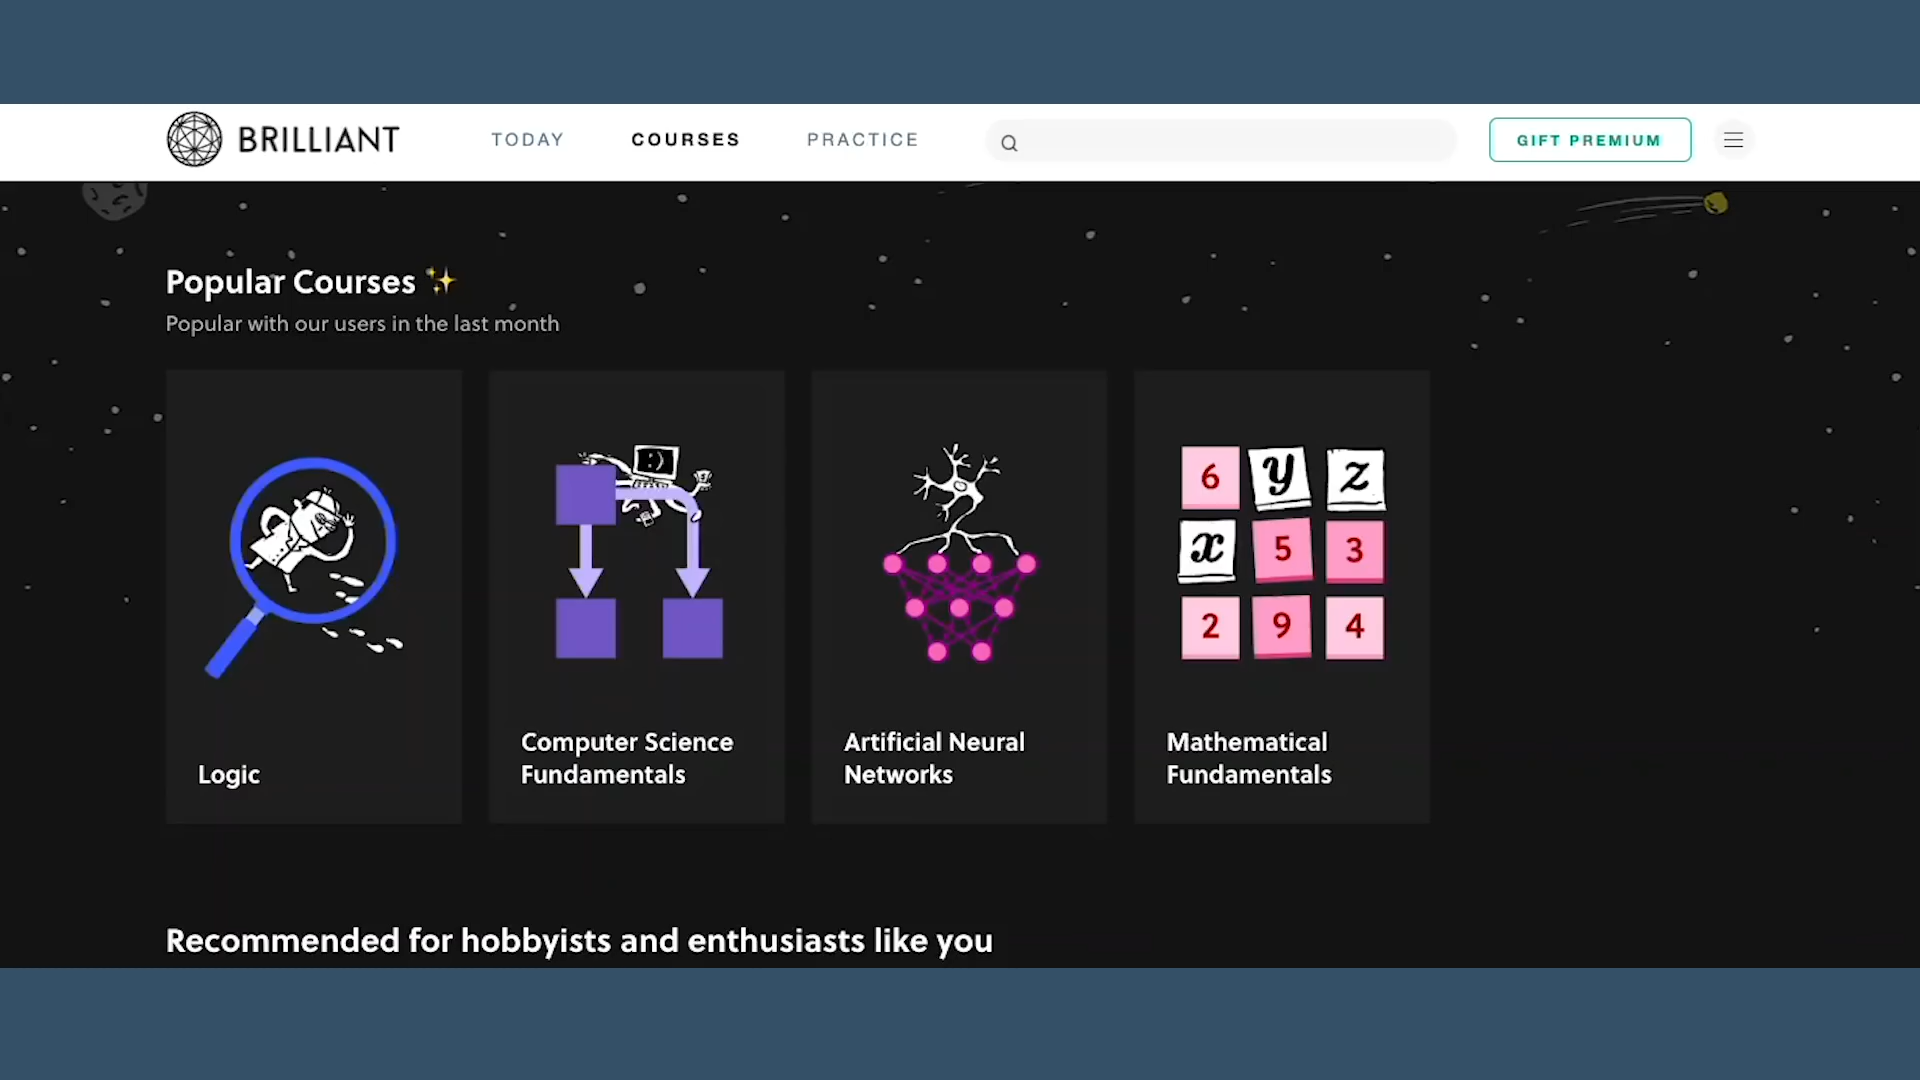 BRILLIANT
TODAY
COURSES
PRACTICE
GIFT PREMIUM
Popular Courses ✨
Popular with our users in the last month
Logic
Computer Science
Fundamentals
Artificial Neural
Networks
6 y z
x 5 3
2 9 4
Mathematical
Fundamentals
Recommended for hobbyists and enthusiasts like you